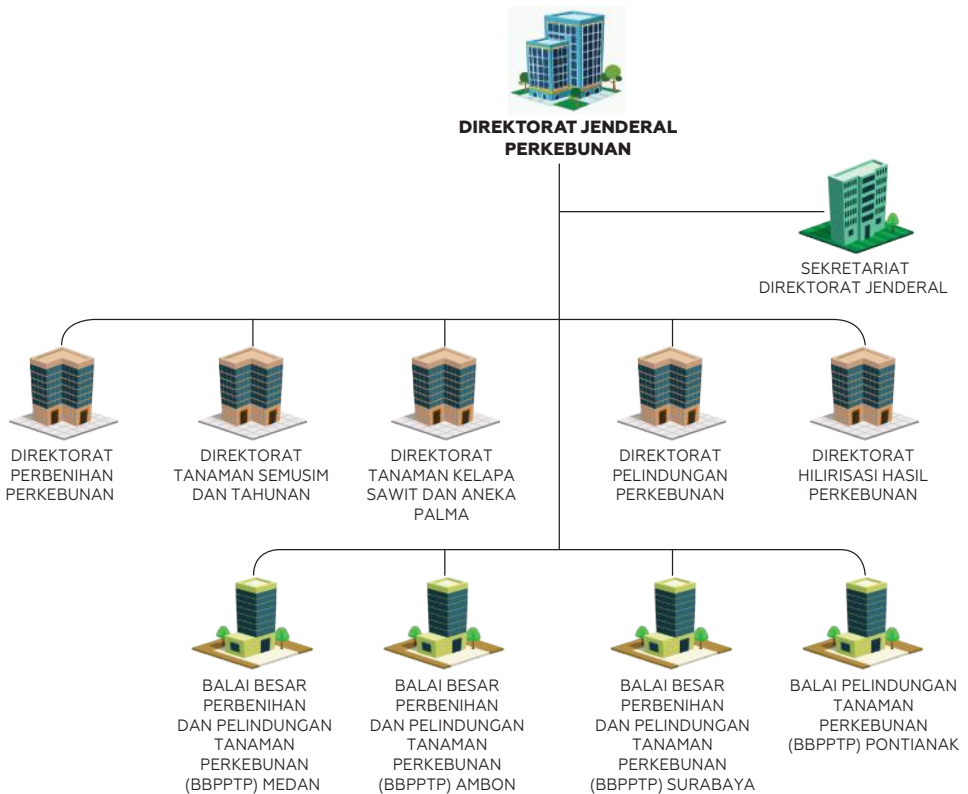 DIREKTORAT JENDERAL
PERKEBUNAN
SEKRETARIAT
DIREKTORAT JENDERAL
DIREKTORAT
PERBENIHAN
PERKEBUNAN
DIREKTORAT
TANAMAN SEMUSIM
DAN TAHUNAN
DIREKTORAT
TANAMAN KELAPA
SAWIT DAN ANEKA
PALMA
DIREKTORAT
PELINDUNGAN
PERKEBUNAN
DIREKTORAT
HILIRISASI HASIL
PERKEBUNAN
BALAI BESAR
PERBENIHAN
DAN PELINDUNGAN
TANAMAN
PERKEBUNAN
(BBPPTP) MEDAN
BALAI BESAR
PERBENIHAN
DAN PELINDUNGAN
TANAMAN
PERKEBUNAN
(BBPPTP) AMBON
BALAI BESAR
PERBENIHAN
DAN PELINDUNGAN
TANAMAN
PERKEBUNAN
(BBPPTP) SURABAYA
BALAI PELINDUNGAN
TANAMAN
PERKEBUNAN
(BBPPTP) PONTIANAK